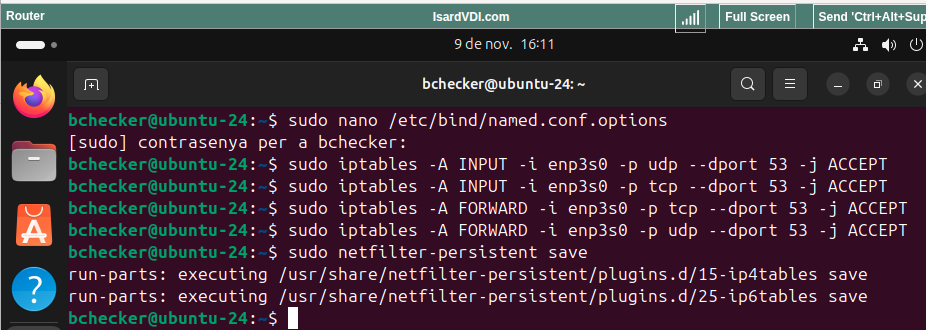 Router IsardVDI.com Full Screen Send 'Ctrl+Alt+Sup
9 de nov. 16:11
bchecker@ubuntu-24: ~
bchecker@ubuntu-24:~$ sudo nano /etc/bind/named.conf.options
[sudo] contrasenya per a bchecker:
bchecker@ubuntu-24:~$ sudo iptables -A INPUT -i enp3s0 -p udp --dport 53 -j ACCEPT
bchecker@ubuntu-24:~$ sudo iptables -A INPUT -i enp3s0 -p tcp --dport 53 -j ACCEPT
bchecker@ubuntu-24:~$ sudo iptables -A FORWARD -i enp3s0 -p tcp --dport 53 -j ACCEPT
bchecker@ubuntu-24:~$ sudo iptables -A FORWARD -i enp3s0 -p udp --dport 53 -j ACCEPT
bchecker@ubuntu-24:~$ sudo netfilter-persistent save
run-parts: executing /usr/share/netfilter-persistent/plugins.d/15-ip4tables save
run-parts: executing /usr/share/netfilter-persistent/plugins.d/25-ip6tables save
bchecker@ubuntu-24:~$